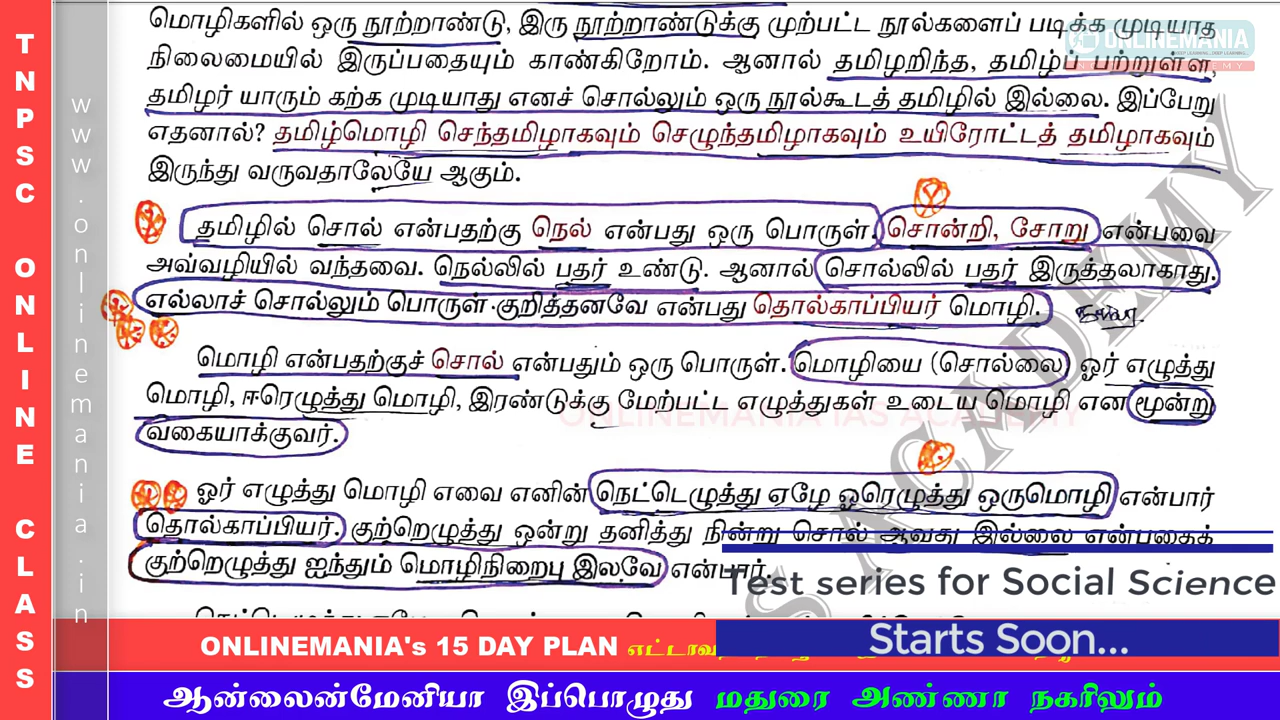 TNPSC ONLINE CLASS
www.onlinemania.in
ONLINEMANIA
ACADEMY
மொழிகளில் ஒரு நூற்றாண்டு, இரு நூற்றாண்டுக்கு முற்பட்ட நூல்களைப் படிக்க முடியாத
நிலைமையில் இருப்பதையும் காண்கிறோம். ஆனால் தமிழறிந்த, தமிழ்ப் பற்றுள்ள,
தமிழர் யாரும் கற்க முடியாது எனச் சொல்லும் ஒரு நூல்கூடத் தமிழில் இல்லை. இப்பேறு
எதனால்? தமிழ்மொழி செந்தமிழாகவும் செழுந்தமிழாகவும் உயிரோட்டத் தமிழாகவும்
இருந்து வருவதாலேயே ஆகும்.
தமிழில் சொல் என்பதற்கு நெல் என்பது ஒரு பொருள். சொன்றி, சோறு என்பவை
அவ்வழியில் வந்தவை. நெல்லில் பதர் உண்டு. ஆனால் சொல்லில் பதர் இருத்தலாகாது.
எல்லாச் சொல்லும் பொருள் குறித்தனவே என்பது தொல்காப்பியர் மொழி.
மொழி என்பதற்குச் சொல் என்பதும் ஒரு பொருள். மொழியை (சொல்லை) ஓர் எழுத்து
மொழி, ஈரெழுத்து மொழி, இரண்டுக்கு மேற்பட்ட எழுத்துகள் உடைய மொழி என மூன்று
வகையாக்குவர்.
ONLINEMANIA IAS ACADEMY
ஓர் எழுத்து மொழி எவை எனின் நெட்டெழுத்து ஏழே ஓரெழுத்து ஒருமொழி என்பார்
தொல்காப்பியர். குற்றெழுத்து ஒன்று தனித்து நின்று சொல் ஆவது இல்லை என்பதைக்
குற்றெழுத்து ஐந்தும் மொழிநிறைபு இலவே என்பார்.
S ACADEMY
Test series for Social Science
Starts Soon...
ONLINEMANIA's 15 DAY PLAN
ஆன்லைன்மேனியா இப்பொழுது மதுரை அண்ணா நகரிலும்